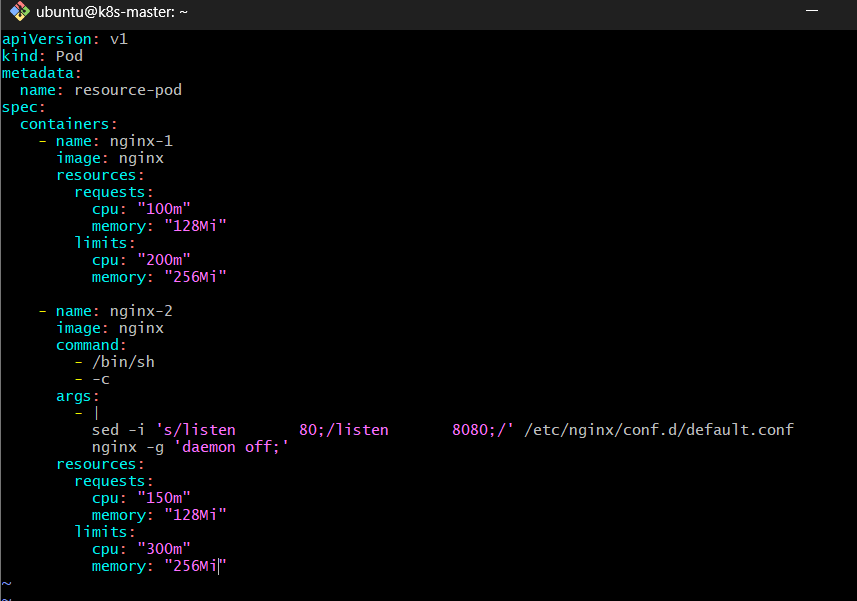 ubuntu@k8s-master: ~
apiVersion: v1
kind: Pod
metadata:
  name: resource-pod
spec:
  containers:
    - name: nginx-1
      image: nginx
      resources:
        requests:
          cpu: "100m"
          memory: "128Mi"
        limits:
          cpu: "200m"
          memory: "256Mi"

    - name: nginx-2
      image: nginx
      command:
        - /bin/sh
        - -c
      args:
        - |
          sed -i 's/listen       80;/listen       8080;/' /etc/nginx/conf.d/default.conf
          nginx -g 'daemon off;'
      resources:
        requests:
          cpu: "150m"
          memory: "128Mi"
        limits:
          cpu: "300m"
          memory: "256Mi"
~
~